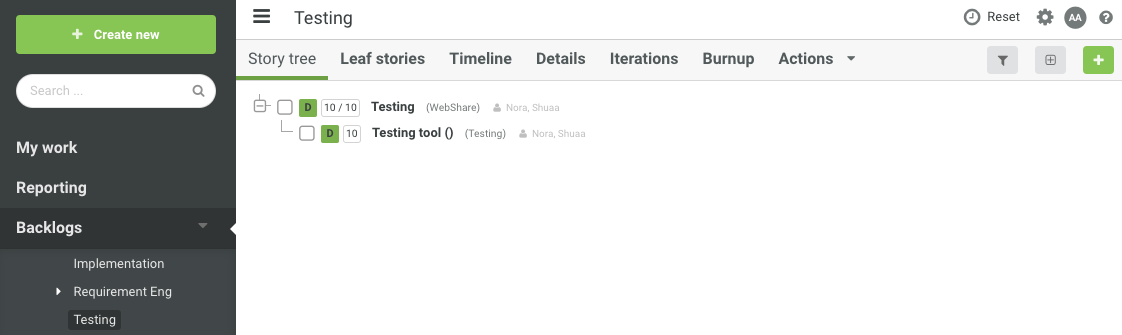 Create new
Search ...
My work
Reporting
Backlogs
Implementation
Requirement Eng
Testing
Testing
Reset AA ?
Story tree Leaf stories Timeline Details Iterations Burnup Actions
D 10 / 10 Testing (WebShare) Nora, Shuaa
D 10 Testing tool () (Testing) Nora, Shuaa